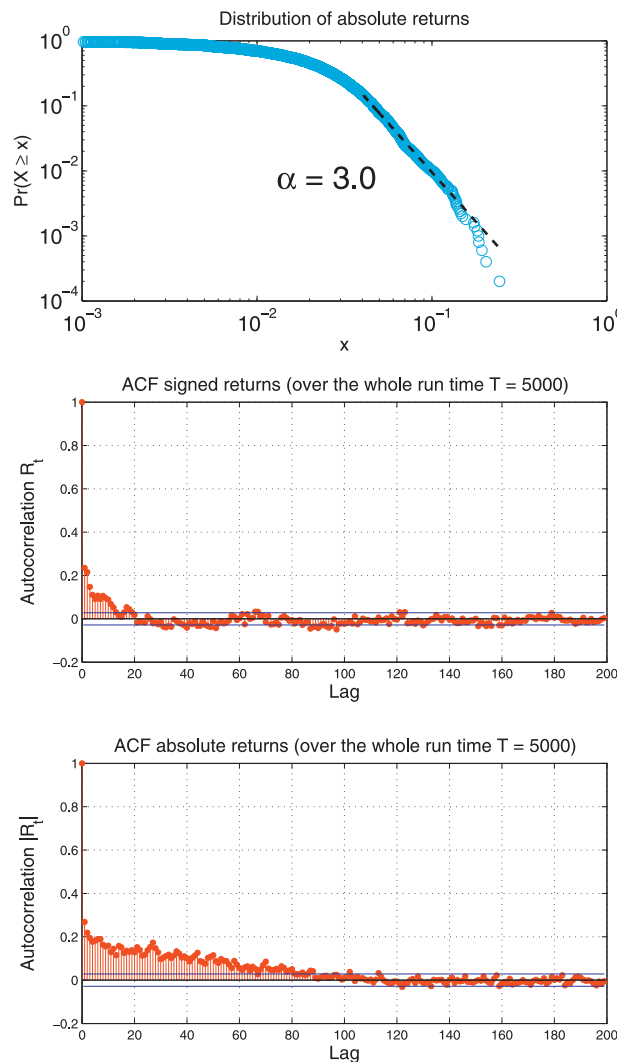 Distribution of absolute returns
10^0
10^-1
10^-2
10^-3
10^-4
Pr(X ≥ x)
α = 3.0
10^-3 10^-2 10^-1 10^0
x
ACF signed returns (over the whole run time T = 5000)
1
0.8
0.6
0.4
0.2
0
−0.2
Autocorrelation R_t
0 20 40 60 80 100 120 140 160 180 200
Lag
ACF absolute returns (over the whole run time T = 5000)
1
0.8
0.6
0.4
0.2
0
−0.2
Autocorrelation |R_t|
0 20 40 60 80 100 120 140 160 180 200
Lag